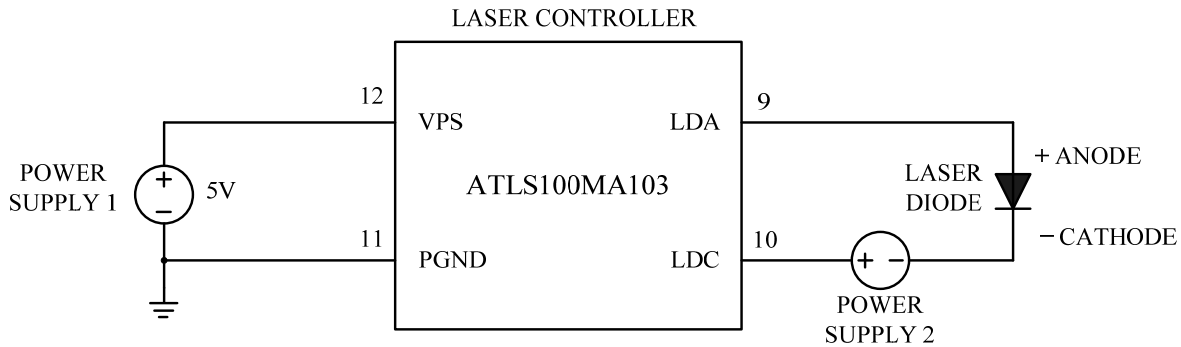 LASER CONTROLLER
12
9
VPS
LDA
+ ANODE
POWER
SUPPLY 1
+
−
5V
ATLS100MA103
LASER
DIODE
11
10
− CATHODE
PGND
LDC
+ −
POWER
SUPPLY 2